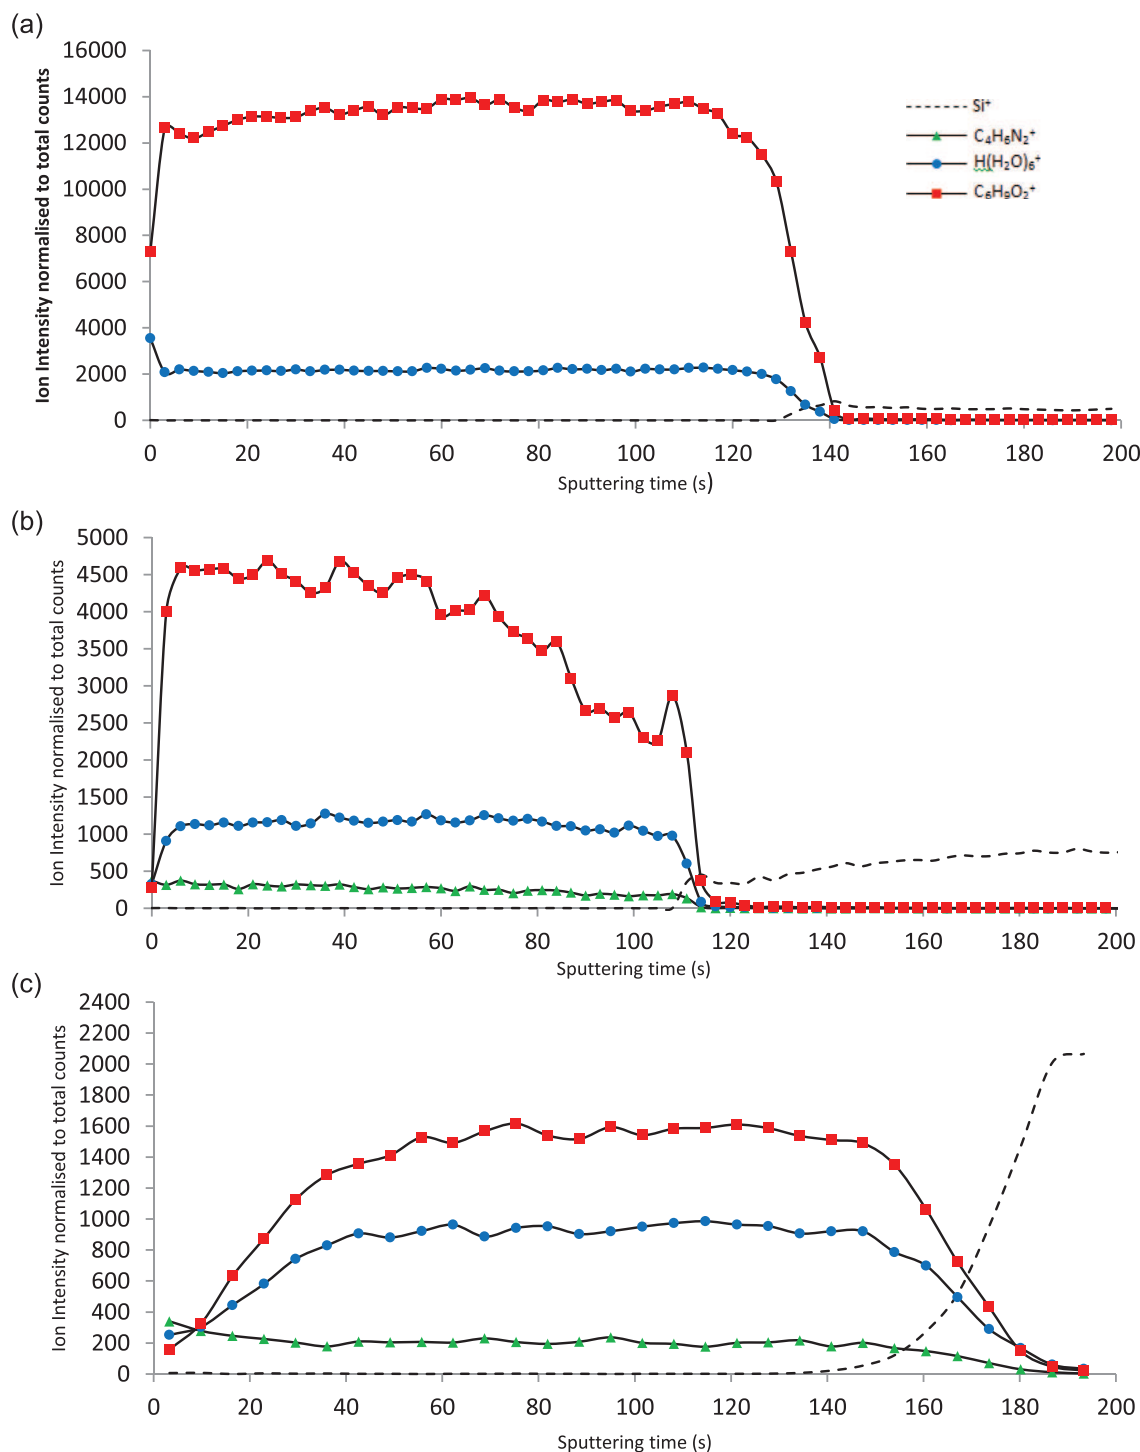 (a)
Ion Intensity normalised to total counts
16000
14000
12000
10000
8000
6000
4000
2000
0
0 20 40 60 80 100 120 140 160 180 200
Sputtering time (s)
Si⁺
C₄H₆N₂⁺
H(H₂O)₆⁺
C₆H₉O₂⁺
(b)
Ion Intensity normalised to total counts
5000
4500
4000
3500
3000
2500
2000
1500
1000
500
0
0 20 40 60 80 100 120 140 160 180 200
Sputtering time (s)
(c)
Ion Intensity normalised to total counts
2400
2200
2000
1800
1600
1400
1200
1000
800
600
400
200
0
0 20 40 60 80 100 120 140 160 180 200
Sputtering time (s)